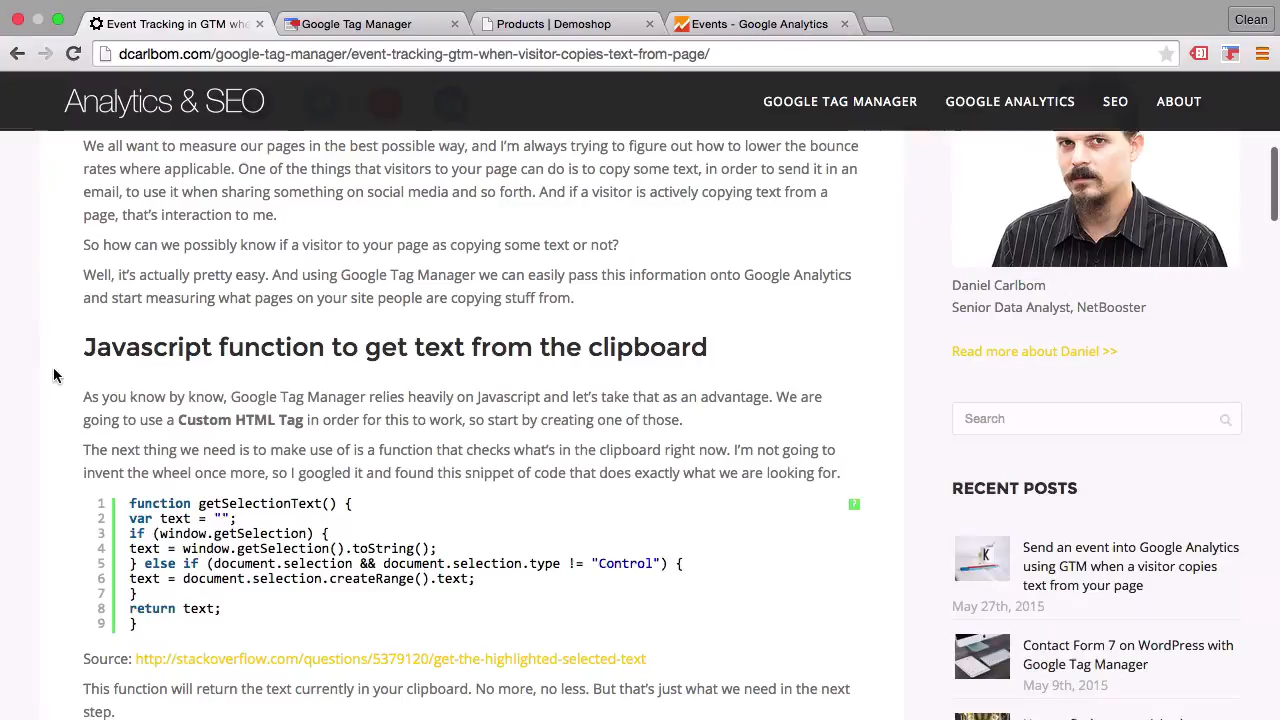 Event Tracking in GTM whe
Google Tag Manager
Products | Demoshop
Events - Google Analytics
Clean
dcarlbom.com/google-tag-manager/event-tracking-gtm-when-visitor-copies-text-from-page/
Analytics & SEO
GOOGLE TAG MANAGER
GOOGLE ANALYTICS
SEO
ABOUT
We all want to measure our pages in the best possible way, and I'm always trying to figure out how to lower the bounce
rates where applicable. One of the things that visitors to your page can do is to copy some text, in order to send it in an
email, to use it when sharing something on social media and so forth. And if a visitor is actively copying text from a
page, that's interaction to me.
So how can we possibly know if a visitor to your page as copying some text or not?
Well, it's actually pretty easy. And using Google Tag Manager we can easily pass this information onto Google Analytics
and start measuring what pages on your site people are copying stuff from.
Javascript function to get text from the clipboard
As you know by know, Google Tag Manager relies heavily on Javascript and let's take that as an advantage. We are
going to use a Custom HTML Tag in order for this to work, so start by creating one of those.
The next thing we need is to make use of is a function that checks what's in the clipboard right now. I'm not going to
invent the wheel once more, so I googled it and found this snippet of code that does exactly what we are looking for.
1 function getSelectionText() {
2 var text = "";
3 if (window.getSelection) {
4 text = window.getSelection().toString();
5 } else if (document.selection && document.selection.type != "Control") {
6 text = document.selection.createRange().text;
7 }
8 return text;
9 }
?
Source: http://stackoverflow.com/questions/5379120/get-the-highlighted-selected-text
This function will return the text currently in your clipboard. No more, no less. But that's just what we need in the next
step.
Daniel Carlbom
Senior Data Analyst, NetBooster
Read more about Daniel >>
Search
RECENT POSTS
K
Send an event into Google Analytics
using GTM when a visitor copies
text from your page
May 27th, 2015
Contact Form 7 on WordPress with
Google Tag Manager
May 9th, 2015